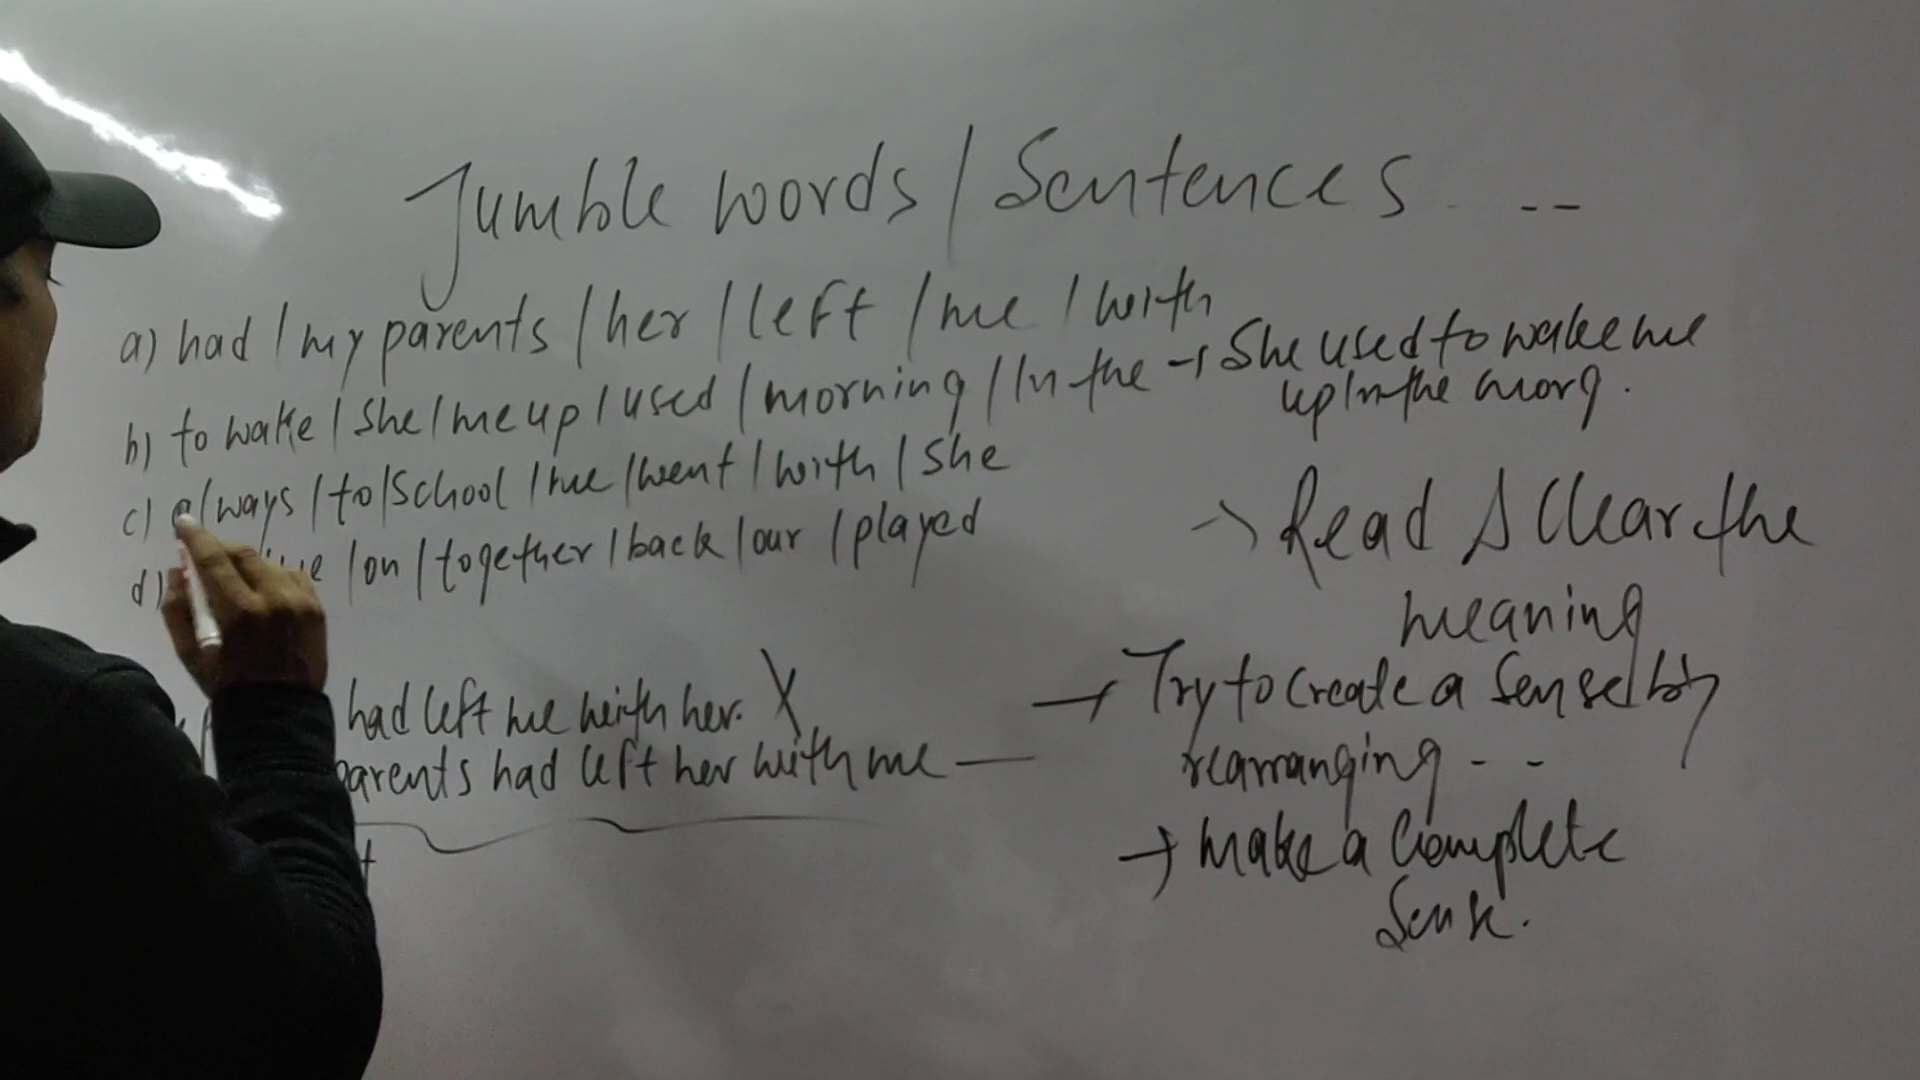 Jumble words / Sentences . --
a) had / my parents / her / left / me / with
b) to wake / She / me up / used / morning / In the → She used to wake me
up In the morg.
c) always / to / School / me / went / with / She
d) / on / together / back / our / played
had left me with her. X
parents had left her with me —
→ Read & Clear the
meaning
→ Try to create a Sense by
rearranging - -
→ Make a Complete
Sense.